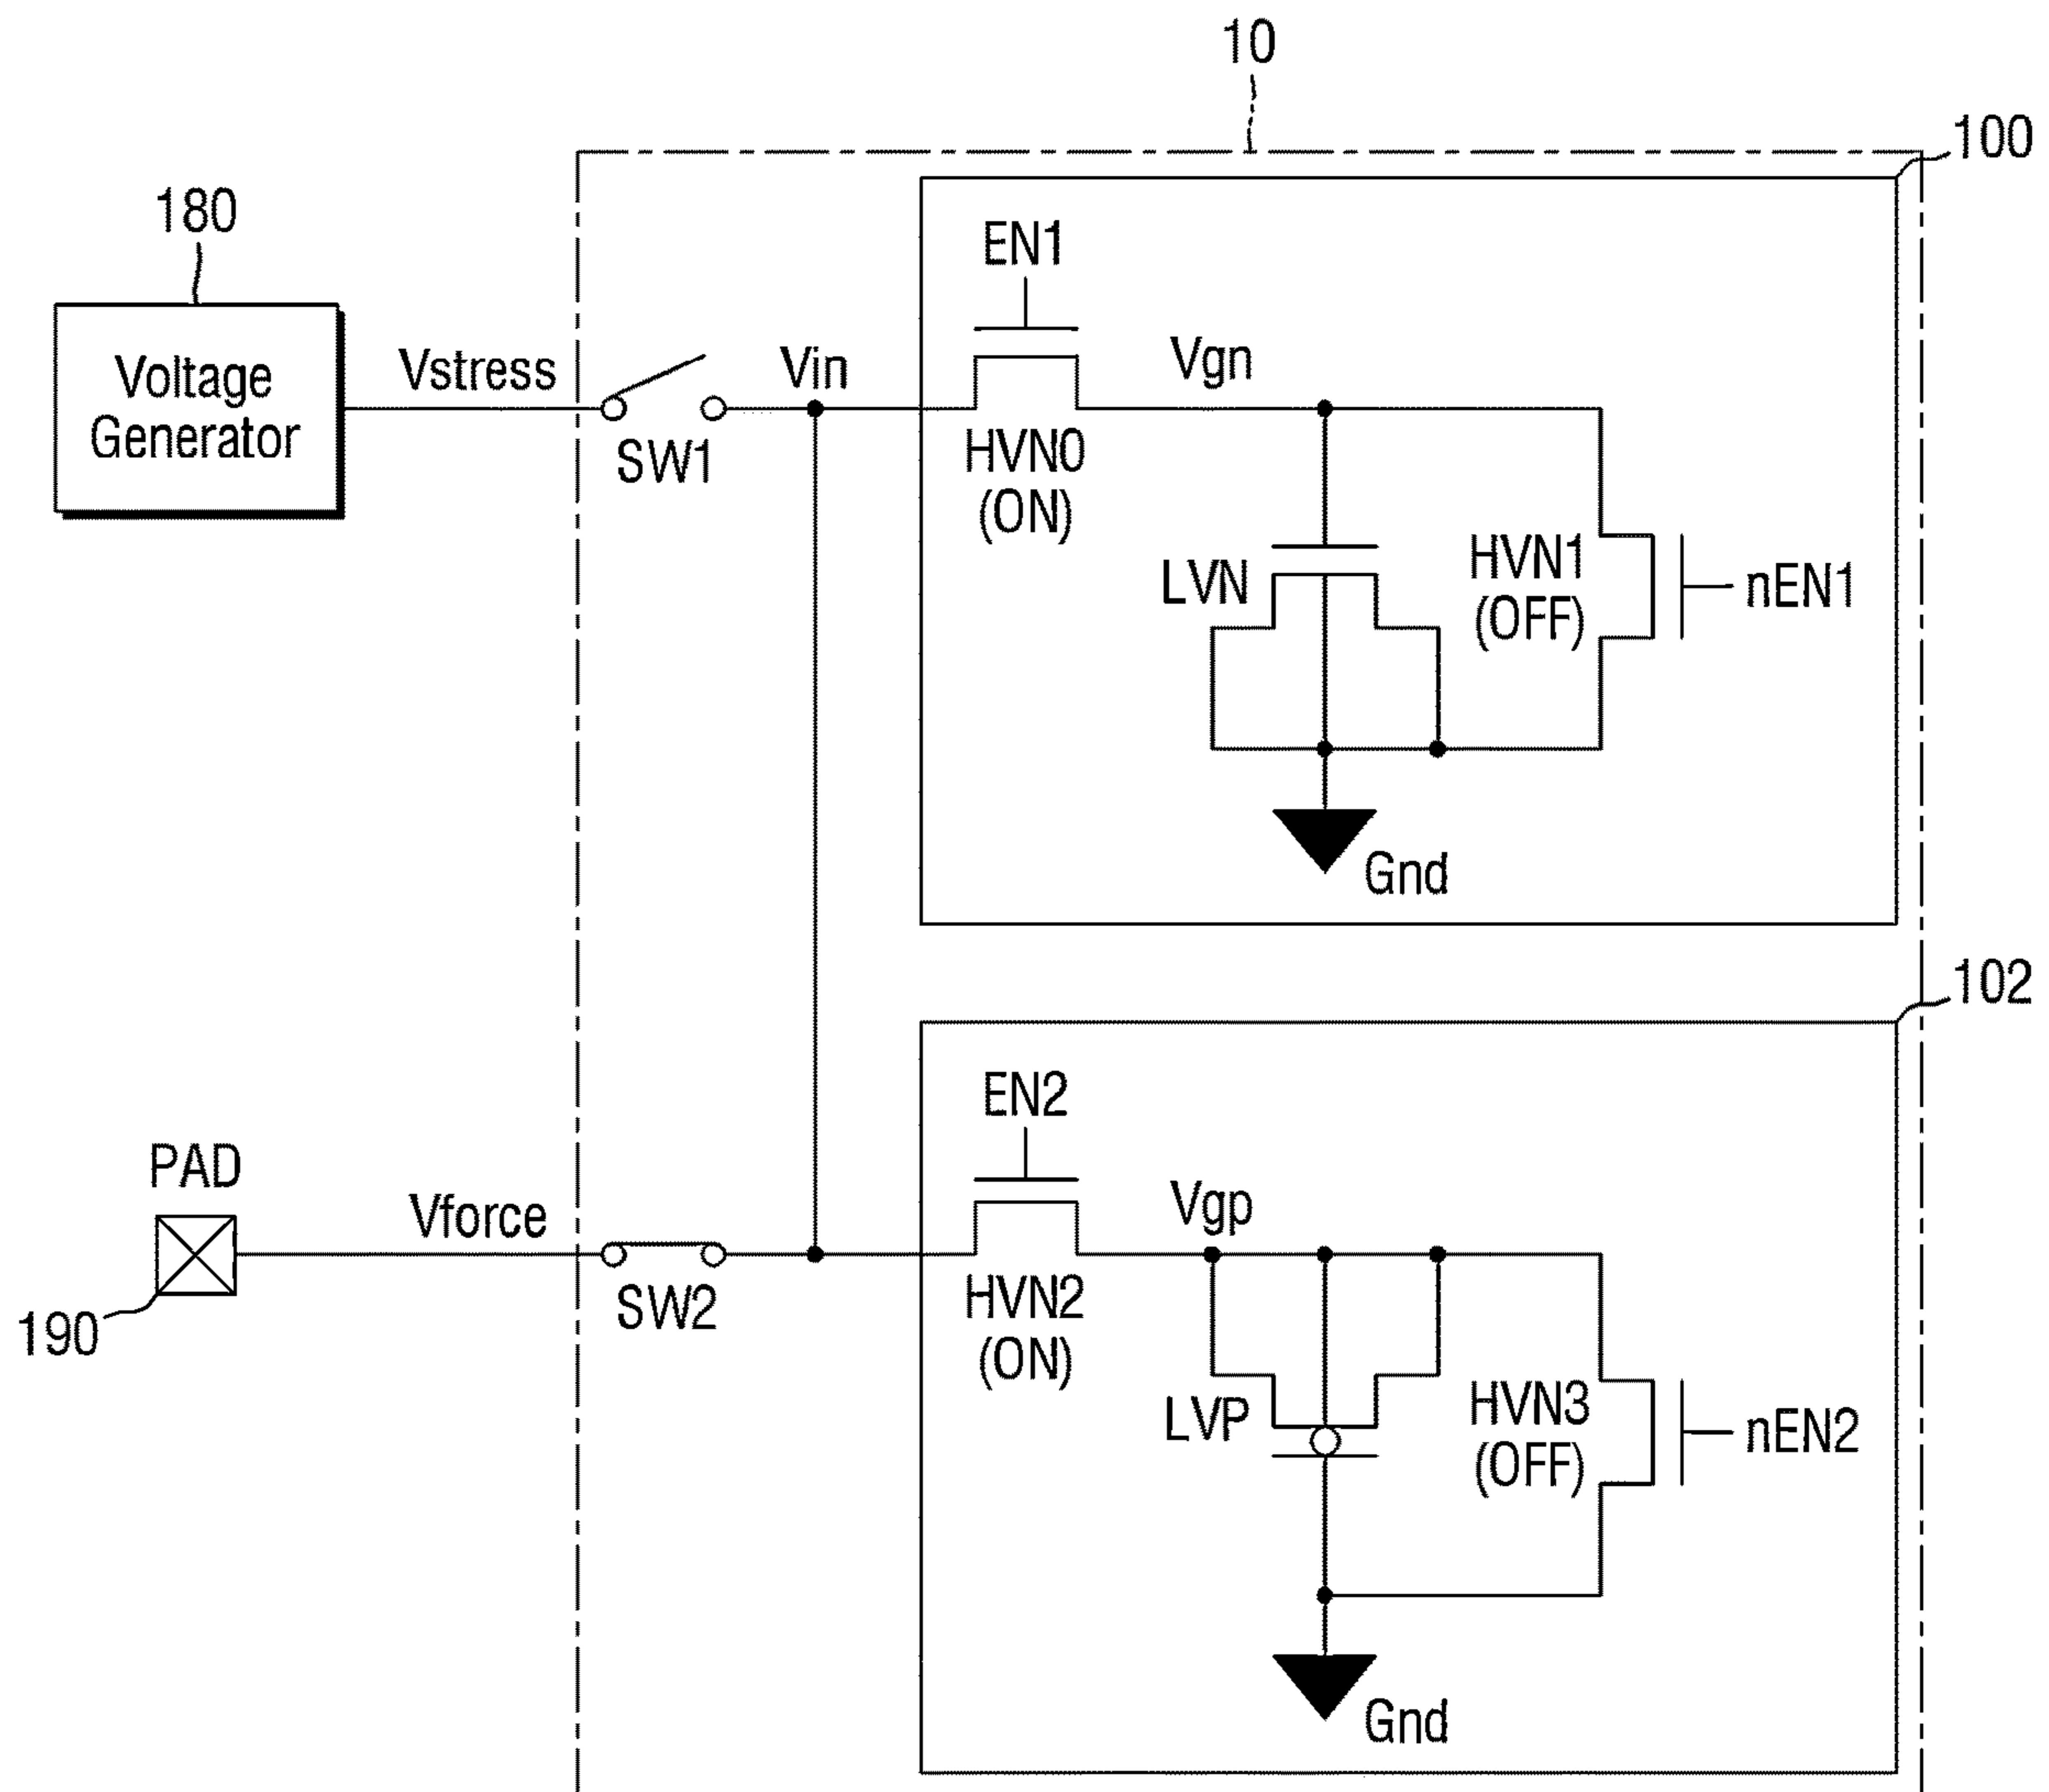 10
100
180
EN1
Voltage
Generator
Vstress
Vin
Vgn
SW1
HVN0
(ON)
LVN
HVN1
(OFF)
nEN1
Gnd
102
EN2
PAD
Vforce
Vgp
190
SW2
HVN2
(ON)
LVP
HVN3
(OFF)
nEN2
Gnd